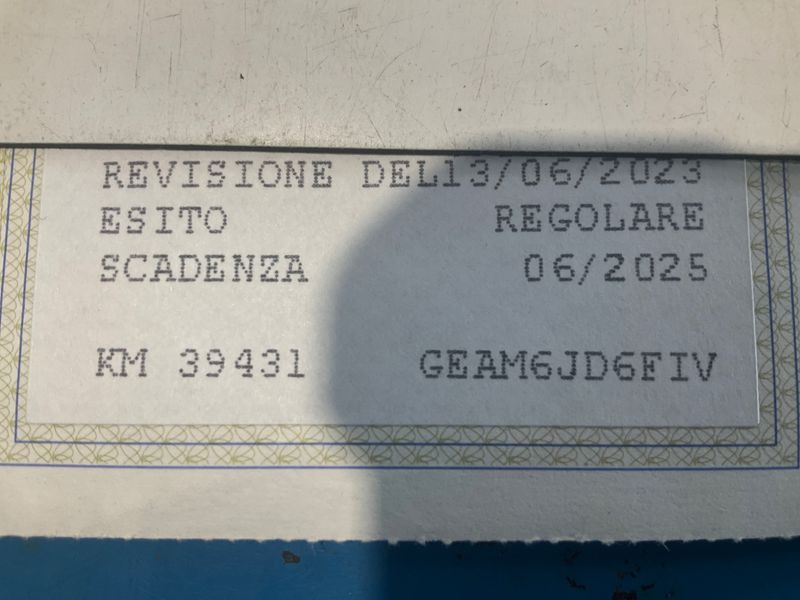 REVISIONE DEL13/06/2023
ESITO REGOLARE
SCADENZA 06/2025
KM 39431 GEAM6JD6FIV